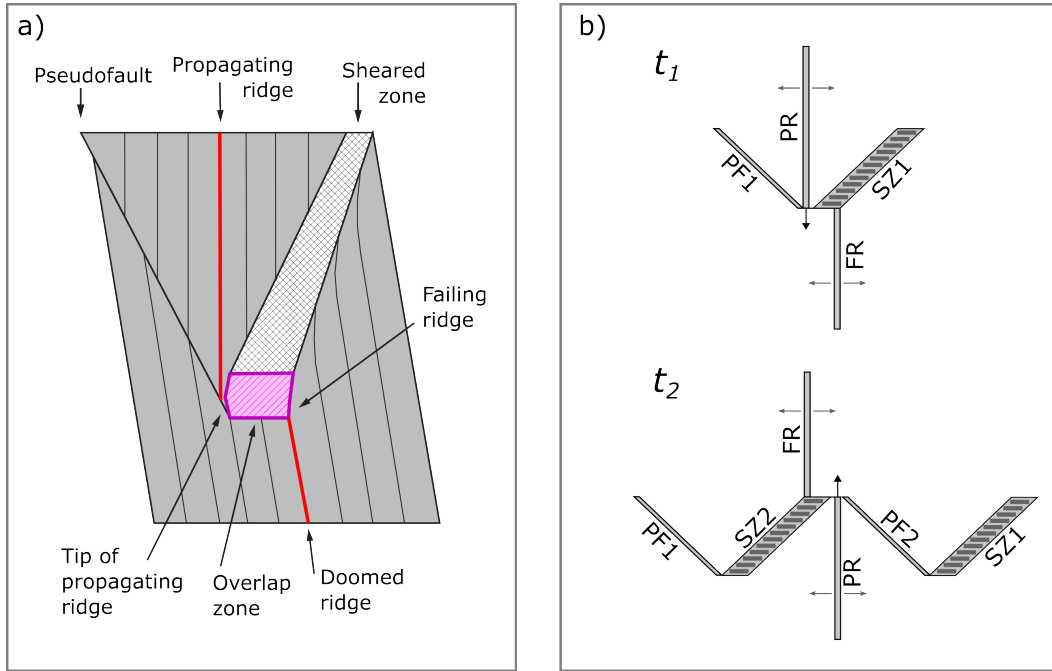 a)
Pseudofault
Propagating
ridge
Sheared
zone
Failing
ridge
Tip of
propagating
ridge
Overlap
zone
Doomed
ridge
b)
t1
PR
PF1
SZ1
FR
t2
FR
PF1
SZ2
PF2
SZ1
PR